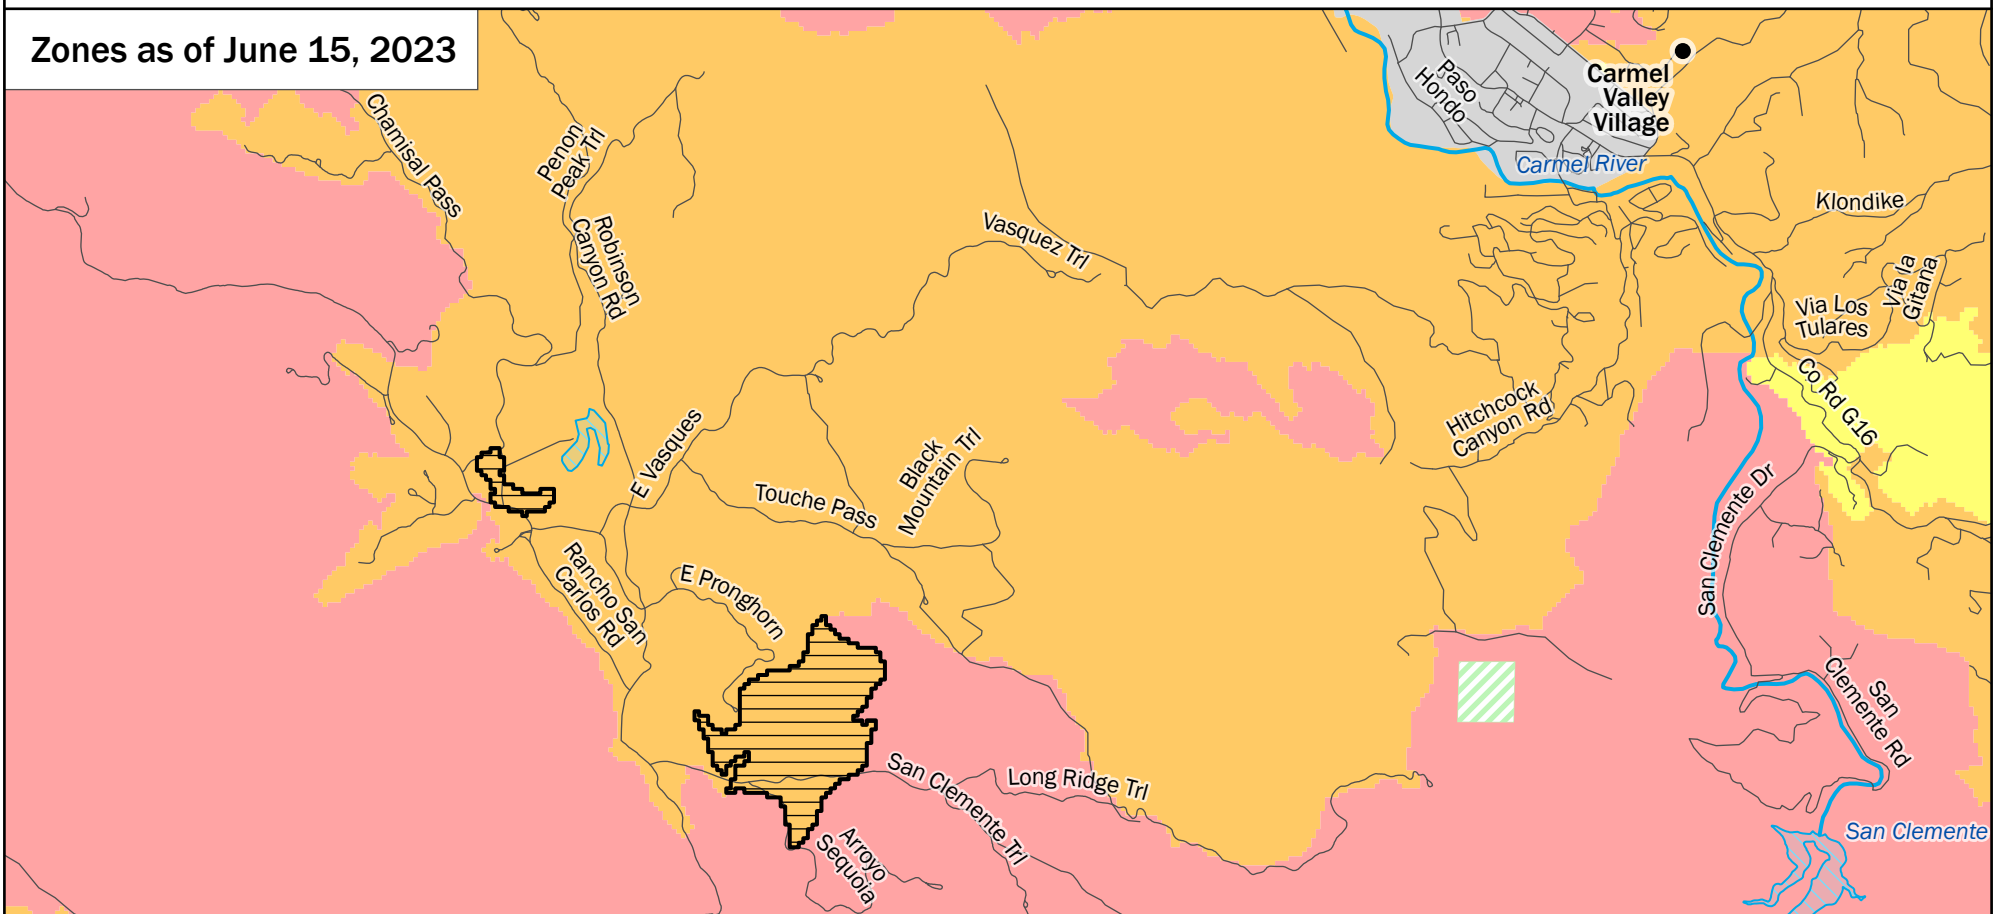 Zones as of June 15, 2023
Chamisal Pass
Penon
Peak Trl
Robinson
Canyon Rd
Vasquez Trl
Paso
Hondo
Carmel
Valley
Village
Carmel River
Klondike
Via la
Gitana
Via Los
Tulares
Co Rd G16
Hitchcock
Canyon Rd
E Vasques
Black
Mountain Trl
Touche Pass
San Clemente Dr
Rancho San
Carlos Rd
E Pronghorn
San
Clemente Rd
San Clemente Trl
Long Ridge Trl
Arroyo
Sequoia
San Clemente